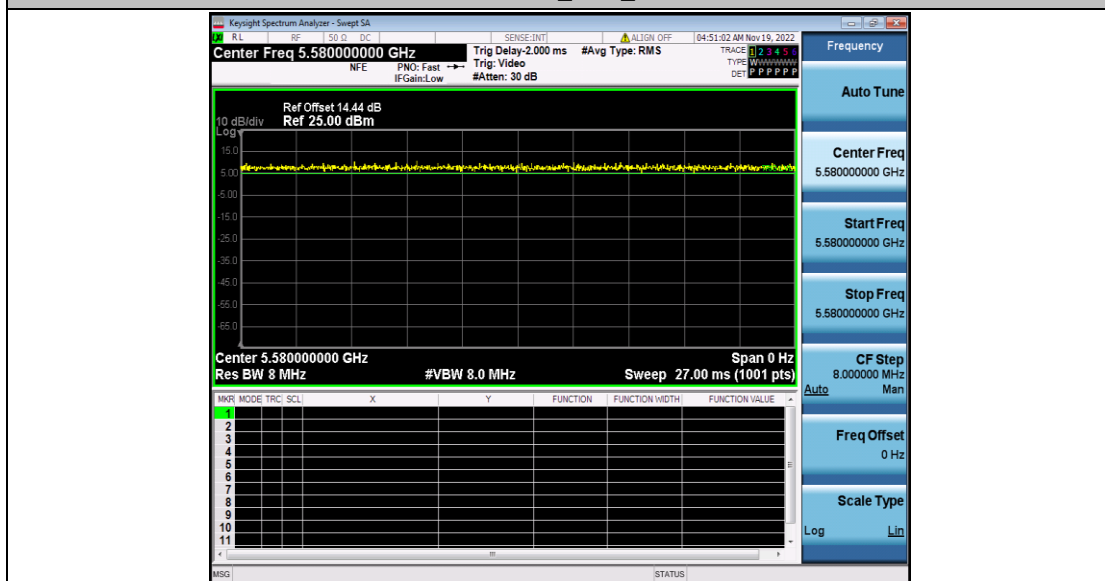 Keysight Spectrum Analyzer - Swept SA
RL RF 50 Ω DC SENSE:INT ALIGN OFF 04:51:02 AM Nov 19, 2022
Center Freq 5.580000000 GHz
NFE PNO: Fast IFGain:Low
Trig Delay-2.000 ms #Avg Type: RMS
Trig: Video
#Atten: 30 dB
TRACE 1 2 3 4 5 6
TYPE W
DET P P P P P P
Ref Offset 14.44 dB
10 dB/div Ref 25.00 dBm
Log
15.0
5.00
-5.00
-15.0
-25.0
-35.0
-45.0
-55.0
-65.0
Center 5.580000000 GHz Span 0 Hz
Res BW 8 MHz #VBW 8.0 MHz Sweep 27.00 ms (1001 pts)
MKR MODE TRC SCL X Y FUNCTION FUNCTION WIDTH FUNCTION VALUE
1
2
3
4
5
6
7
8
9
10
11
MSG STATUS
Frequency
Auto Tune
Center Freq
5.580000000 GHz
Start Freq
5.580000000 GHz
Stop Freq
5.580000000 GHz
CF Step
8.000000 MHz
Auto Man
Freq Offset
0 Hz
Scale Type
Log Lin